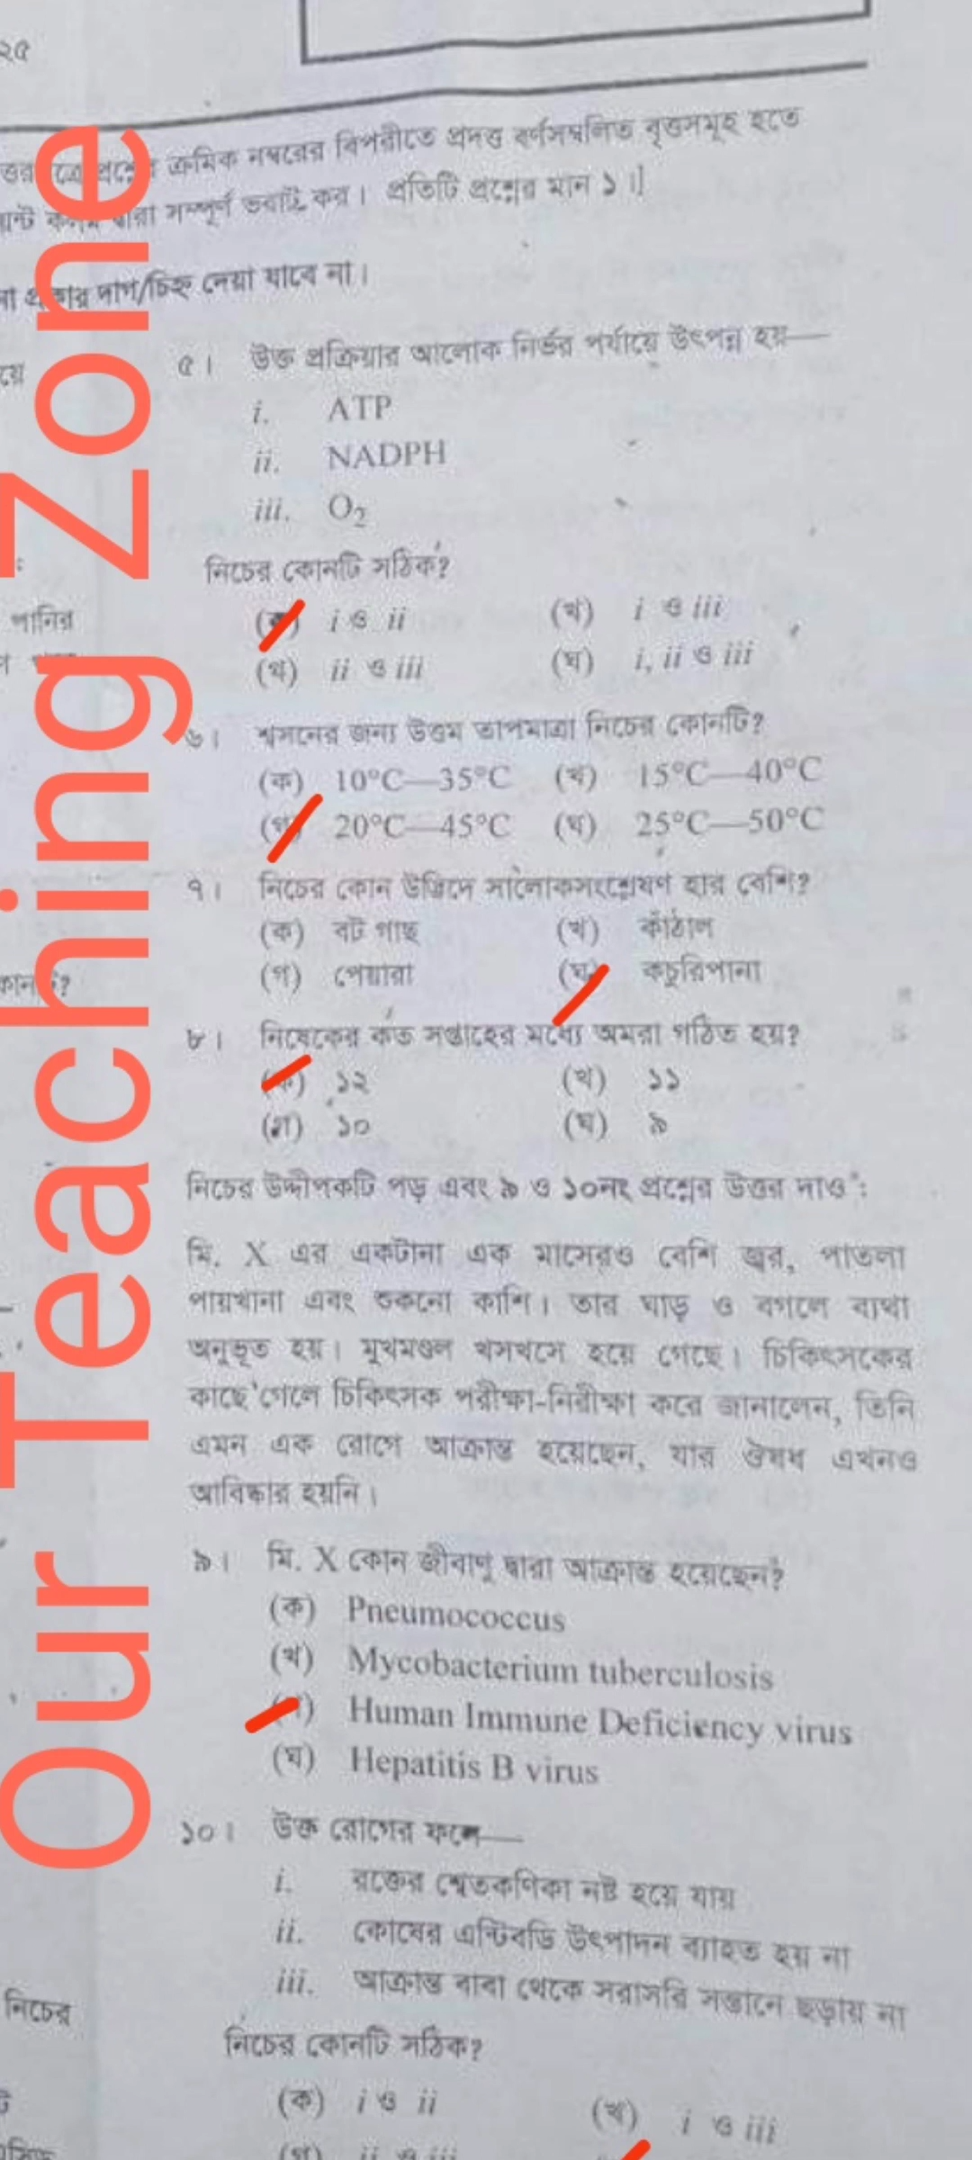 ২৫
ক্রমিক নম্বরের বিপরীতে প্রদত্ত বর্ণসম্বলিত বৃত্তসমূহ হতে
সম্পূর্ণ ভরাট কর। প্রতিটি প্রশ্নের মান ১।]
দাগ/চিহ্ন দেয়া যাবে না।
৫। উক্ত প্রক্রিয়ার আলোক নির্ভর পর্যায়ে উৎপন্ন হয়—
i. ATP
ii. NADPH
iii. O₂
নিচের কোনটি সঠিক?
(ক) i ও ii (খ) i ও iii
(গ) ii ও iii (ঘ) i, ii ও iii
৬। শ্বসনের জন্য উত্তম তাপমাত্রা নিচের কোনটি?
(ক) 10°C—35°C (খ) 15°C—40°C
(গ) 20°C—45°C (ঘ) 25°C—50°C
৭। নিচের কোন উদ্ভিদে সালোকসংশ্লেষণ হার বেশি?
(ক) বট গাছ (খ) কাঁঠাল
(গ) পেয়ারা (ঘ) কচুরিপানা
৮। নিষেকের কত সপ্তাহের মধ্যে অমরা গঠিত হয়?
(ক) ১২ (খ) ১১
(গ) ১০ (ঘ) ৯
নিচের উদ্দীপকটি পড় এবং ৯ ও ১০নং প্রশ্নের উত্তর দাও :
মি. X এর একটানা এক মাসেরও বেশি জ্বর, পাতলা
পায়খানা এবং শুকনো কাশি। তার ঘাড় ও বগলে ব্যথা
অনুভূত হয়। মুখমণ্ডল খসখসে হয়ে গেছে। চিকিৎসকের
কাছে গেলে চিকিৎসক পরীক্ষা-নিরীক্ষা করে জানালেন, তিনি
এমন এক রোগে আক্রান্ত হয়েছেন, যার ঔষধ এখনও
আবিষ্কার হয়নি।
৯। মি. X কোন জীবাণু দ্বারা আক্রান্ত হয়েছেন?
(ক) Pneumococcus
(খ) Mycobacterium tuberculosis
(গ) Human Immune Deficiency virus
(ঘ) Hepatitis B virus
১০। উক্ত রোগের ফলে—
i. রক্তের শ্বেতকণিকা নষ্ট হয়ে যায়
ii. কোষের এন্টিবডি উৎপাদন ব্যাহত হয় না
iii. আক্রান্ত বাবা থেকে সরাসরি সন্তানে ছড়ায় না
নিচের কোনটি সঠিক?
(ক) i ও ii (খ) i ও iii
(গ) ii ও iii
পানির
নিচের
Our Teaching Zone